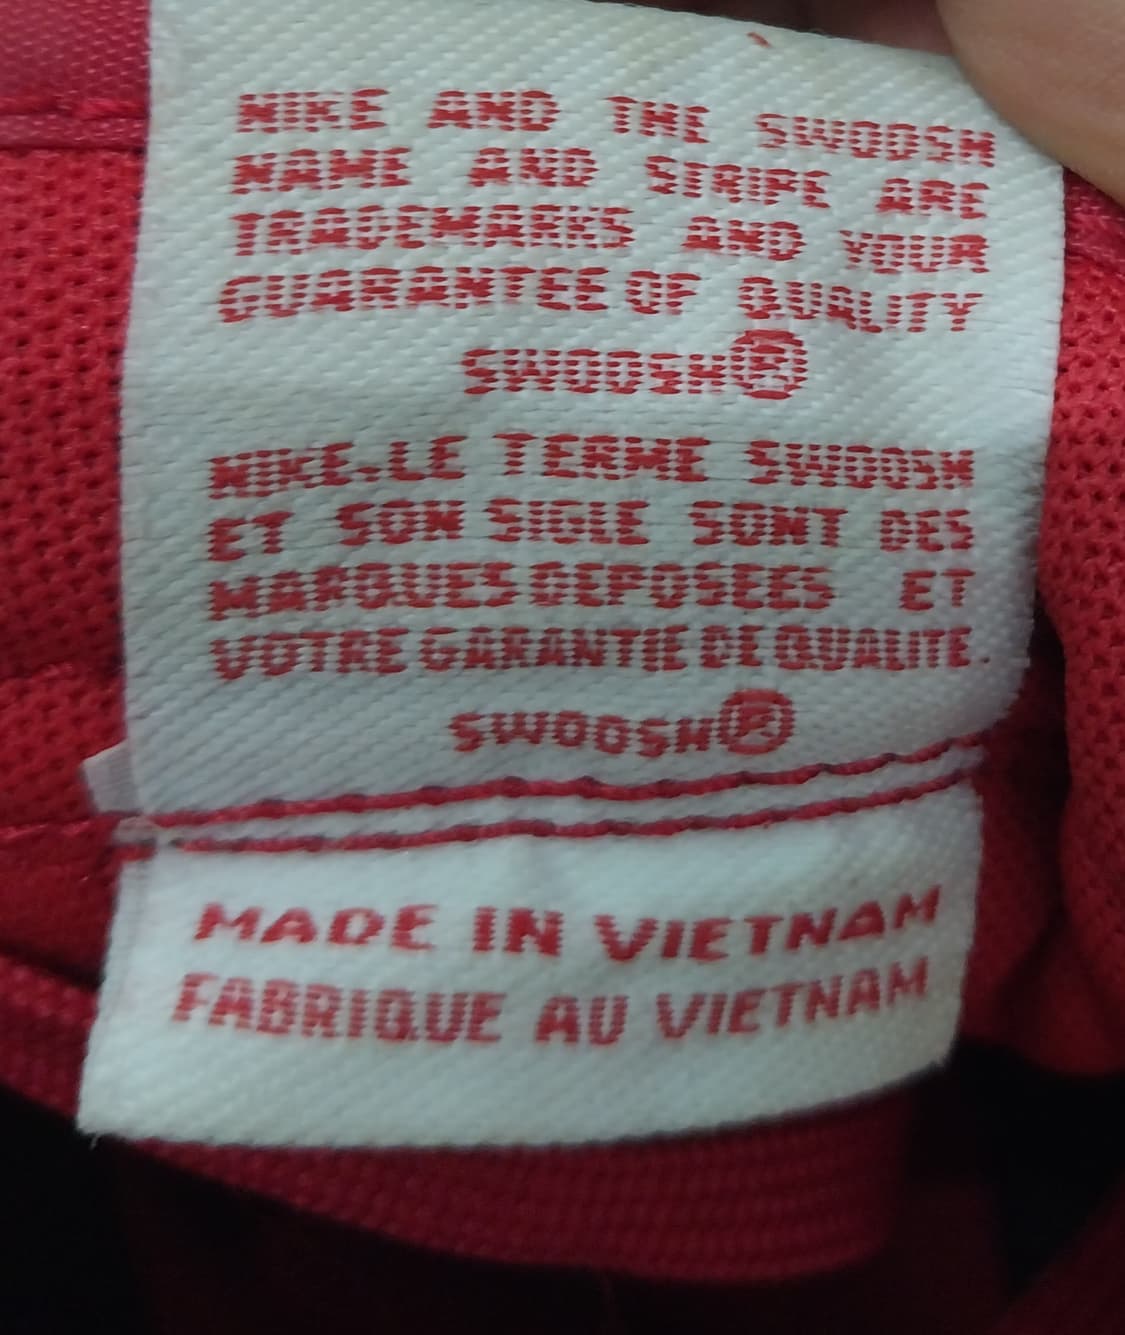 NIKE AND THE SWOOSH
NAME AND STRIPE ARE
TRADEMARKS AND YOUR
GUARANTEE OF QUALITY
SWOOSH®
NIKE-LE TERME SWOOSH
ET SON SIGLE SONT DES
MARQUES DEPOSEES ET
VOTRE GARANTIE DE QUALITE.
SWOOSH®
MADE IN VIETNAM
FABRIQUE AU VIETNAM